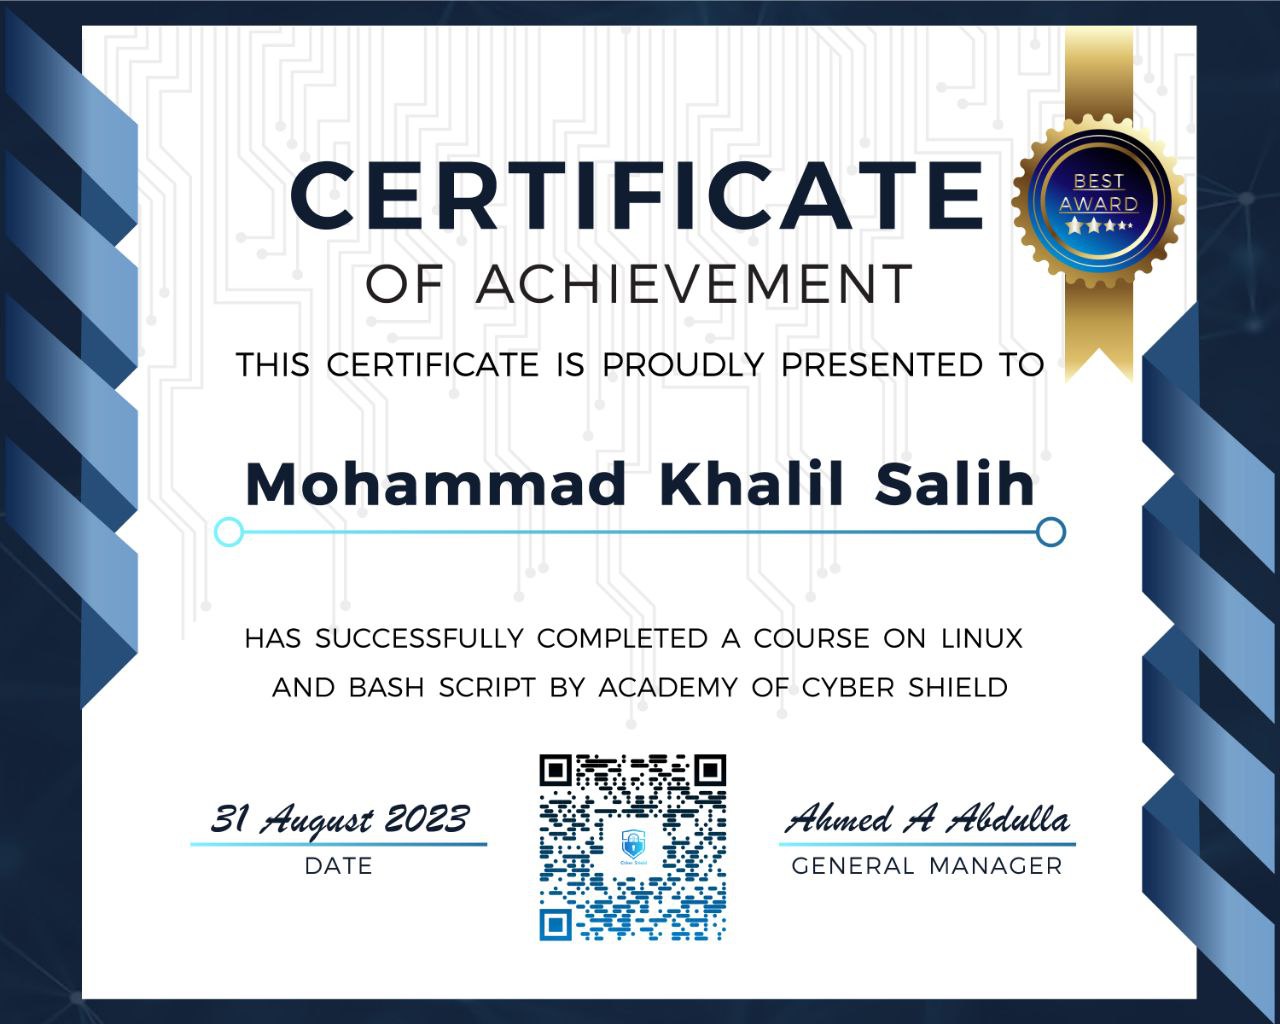 BEST
AWARD
CERTIFICATE
OF ACHIEVEMENT
THIS CERTIFICATE IS PROUDLY PRESENTED TO
Mohammad Khalil Salih
HAS SUCCESSFULLY COMPLETED A COURSE ON LINUX
AND BASH SCRIPT BY ACADEMY OF CYBER SHIELD
31 August 2023
DATE
Cyber Shield
Ahmed A Abdulla
GENERAL MANAGER